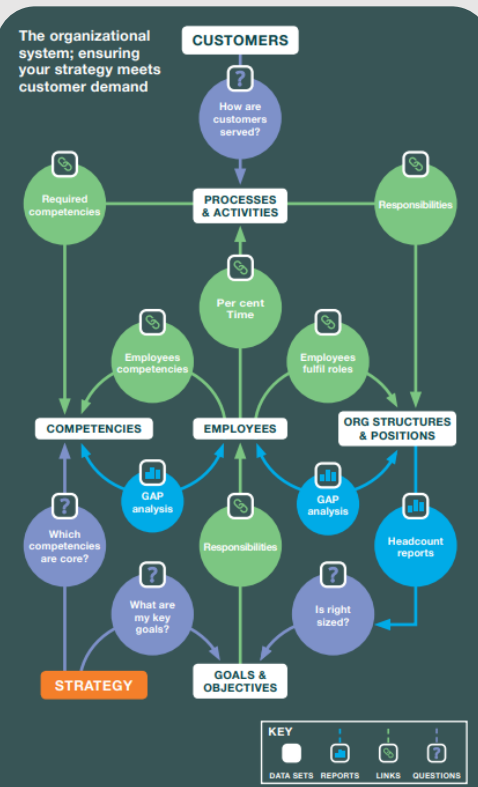 The organizational
system; ensuring
your strategy meets
customer demand
CUSTOMERS
?
How are
customers
served?
Required
competencies
PROCESSES
& ACTIVITIES
Responsibilities
Per cent
Time
Employees
competencies
Employees
fulfil roles
COMPETENCIES
EMPLOYEES
ORG STRUCTURES
& POSITIONS
GAP
analysis
GAP
analysis
?
Which
competencies
are core?
Responsibilities
Headcount
reports
?
What are
my key
goals?
?
Is right
sized?
STRATEGY
GOALS &
OBJECTIVES
KEY
?
DATA SETS REPORTS LINKS QUESTIONS